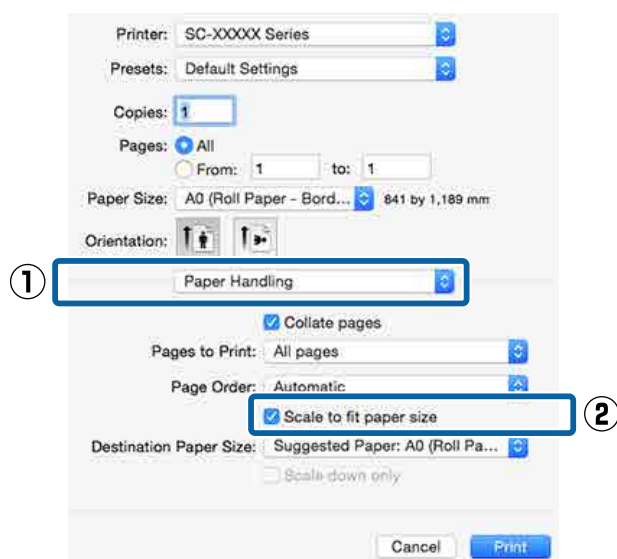 Printer: SC-XXXXX Series
Presets: Default Settings
Copies: 1
Pages: All
From: 1 to: 1
Paper Size: A0 (Roll Paper - Bord... 841 by 1,189 mm
Orientation:
① Paper Handling
Collate pages
Pages to Print: All pages
Page Order: Automatic
Scale to fit paper size ②
Destination Paper Size: Suggested Paper: A0 (Roll Pa...
Scale down only
Cancel Print